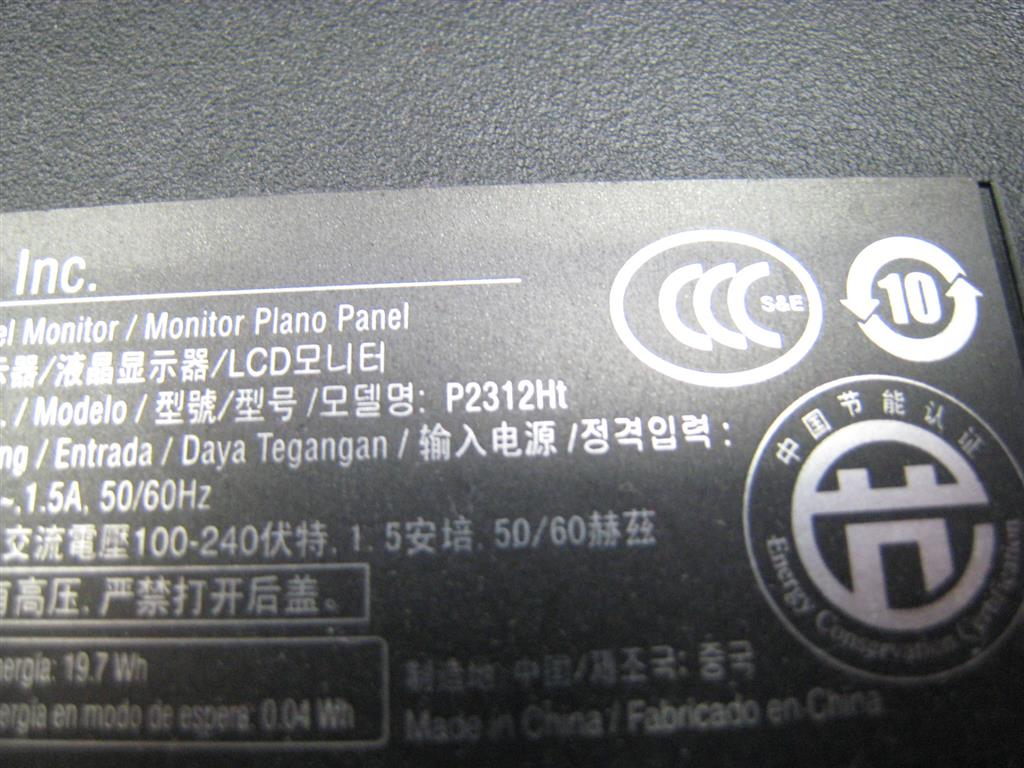 Inc.
el Monitor / Monitor Plano Panel
示器/液晶显示器/LCD모니터
. / Modelo / 型號/型号 /모델명: P2312Ht
ng / Entrada / Daya Tegangan / 输入电源 /정격입력 :
~,1.5A, 50/60Hz
交流電壓100-240伏特, 1.5安培, 50/60赫茲
有高压,严禁打开后盖。
nergía: 19.7 Wh
ergía en modo de espera: 0.04 Wh
制造地: 中国/제조국: 중국
Made in China / Fabricado en China
CCC S&E
10
中国节能认证
Energy Conservation Certification